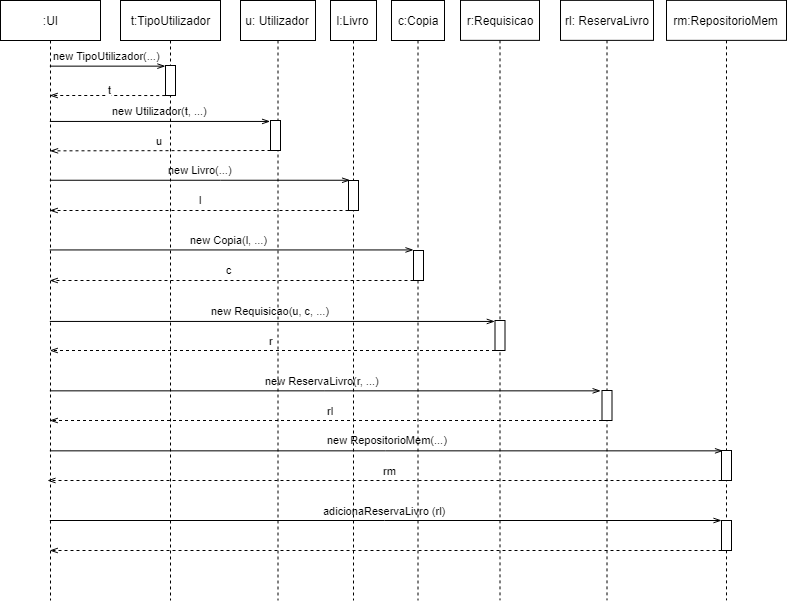 :UI
t:TipoUtilizador
u: Utilizador
l:Livro
c:Copia
r:Requisicao
rl: ReservaLivro
rm:RepositorioMem
new TipoUtilizador(...)
t
new Utilizador(t, ...)
u
new Livro(...)
l
new Copia(l, ...)
c
new Requisicao(u, c, ...)
r
new ReservaLivro(r, ...)
rl
new RepositorioMem(...)
rm
adicionaReservaLivro (rl)